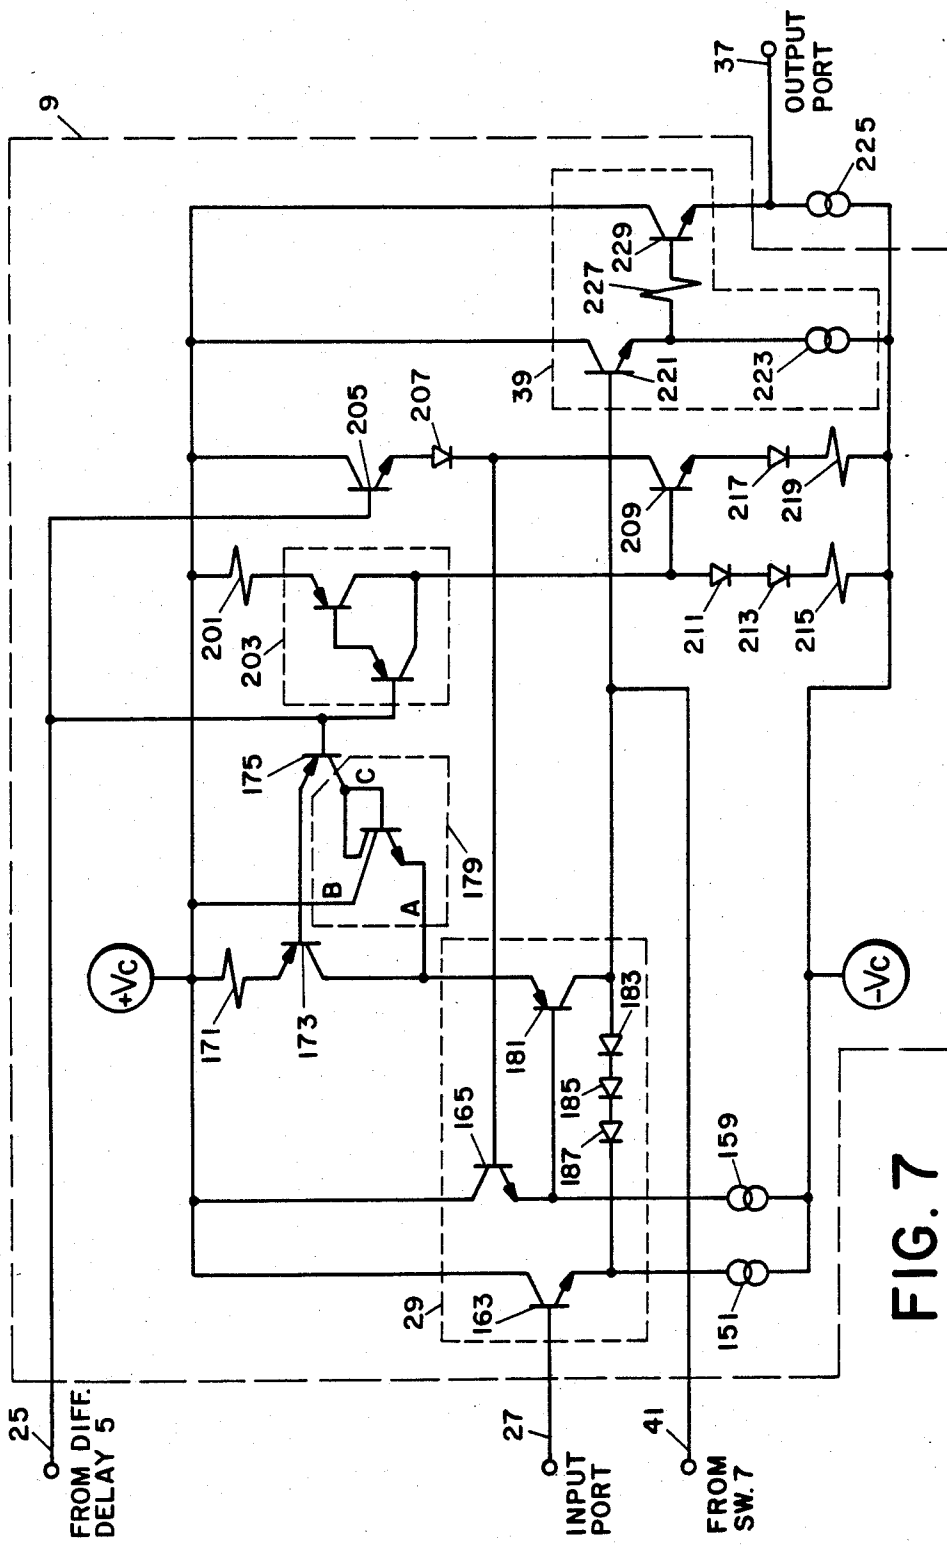 9
+Vc
25
FROM DIFF.
DELAY 5
171
173
175
201
203
205
207
B
C
A
179
39
227
229
37
OUTPUT
PORT
165
181
209
221
29
163
187
185
183
211
213
215
217
219
223
225
27
INPUT
PORT
41
FROM
SW.7
151
159
-Vc
FIG. 7